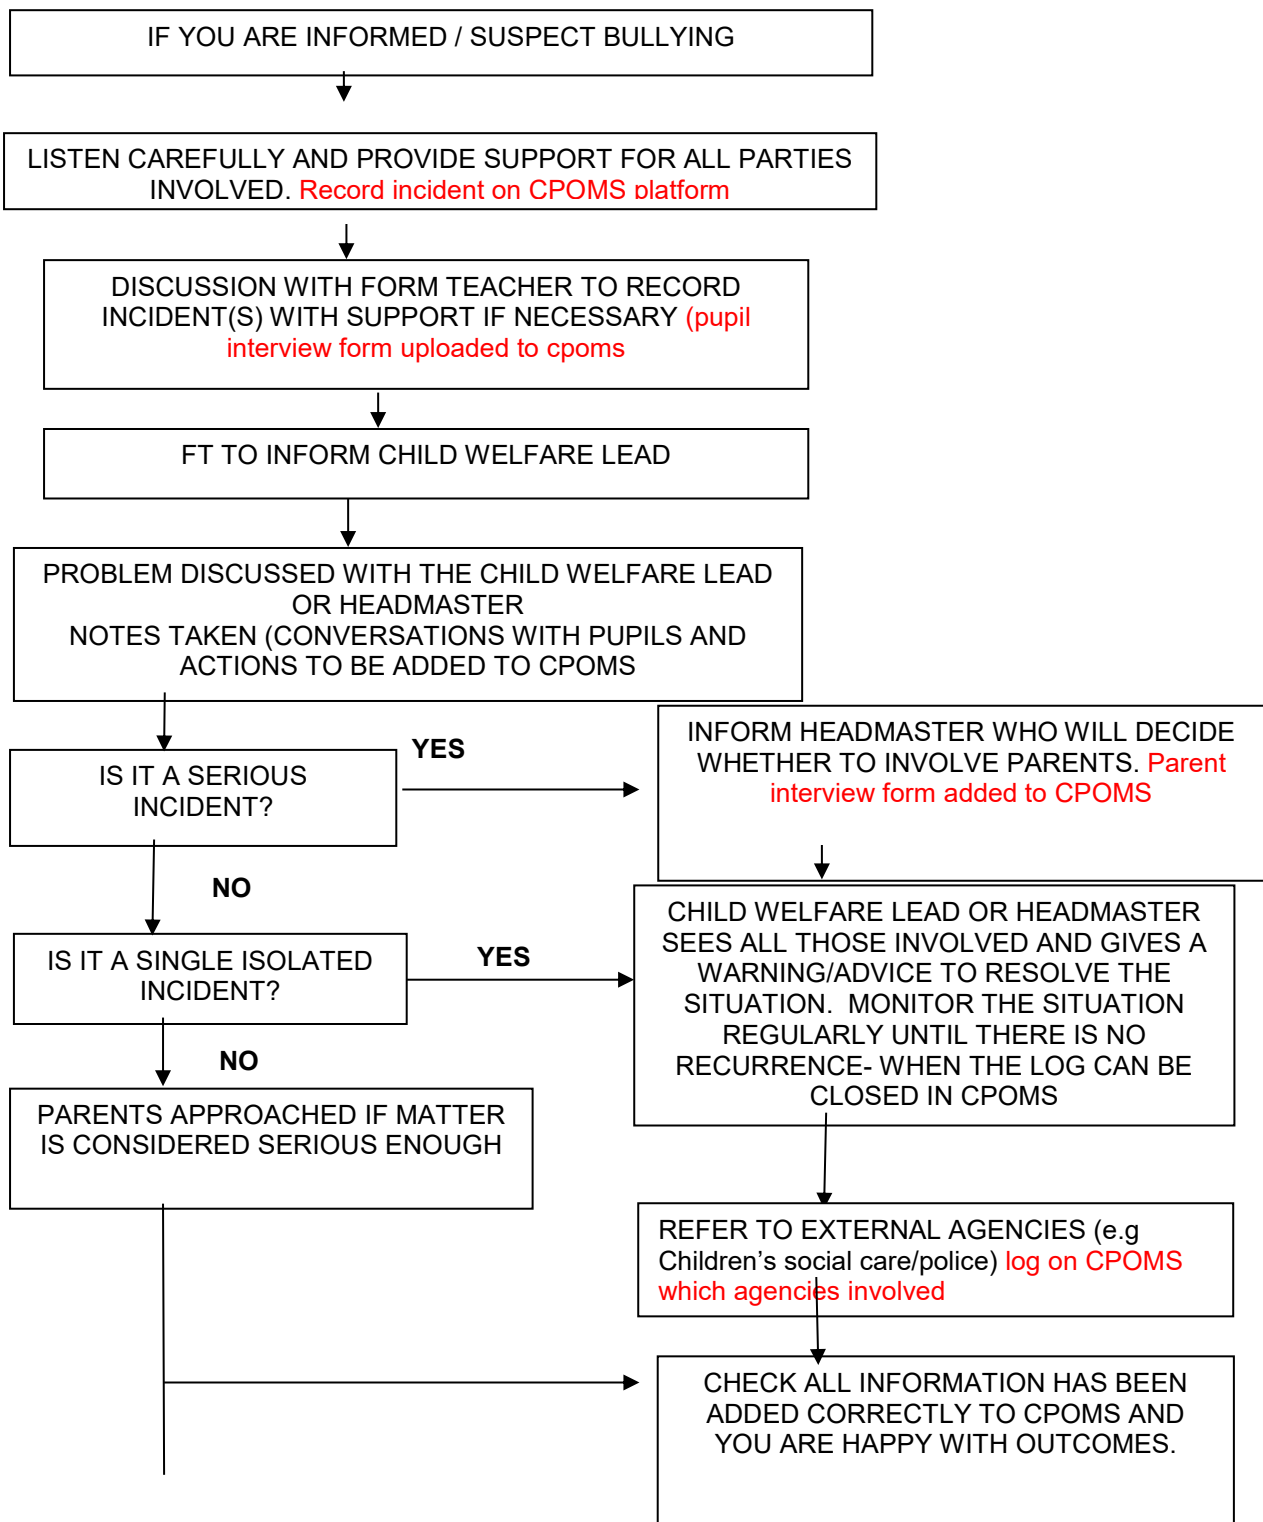 IF YOU ARE INFORMED / SUSPECT BULLYING
LISTEN CAREFULLY AND PROVIDE SUPPORT FOR ALL PARTIES
INVOLVED. Record incident on CPOMS platform
DISCUSSION WITH FORM TEACHER TO RECORD
INCIDENT(S) WITH SUPPORT IF NECESSARY (pupil
interview form uploaded to cpoms
FT TO INFORM CHILD WELFARE LEAD
PROBLEM DISCUSSED WITH THE CHILD WELFARE LEAD
OR HEADMASTER
NOTES TAKEN (CONVERSATIONS WITH PUPILS AND
ACTIONS TO BE ADDED TO CPOMS
IS IT A SERIOUS
INCIDENT?
YES
INFORM HEADMASTER WHO WILL DECIDE
WHETHER TO INVOLVE PARENTS. Parent
interview form added to CPOMS
NO
IS IT A SINGLE ISOLATED
INCIDENT?
YES
CHILD WELFARE LEAD OR HEADMASTER
SEES ALL THOSE INVOLVED AND GIVES A
WARNING/ADVICE TO RESOLVE THE
SITUATION.  MONITOR THE SITUATION
REGULARLY UNTIL THERE IS NO
RECURRENCE- WHEN THE LOG CAN BE
CLOSED IN CPOMS
NO
PARENTS APPROACHED IF MATTER
IS CONSIDERED SERIOUS ENOUGH
REFER TO EXTERNAL AGENCIES (e.g
Children’s social care/police) log on CPOMS
which agencies involved
CHECK ALL INFORMATION HAS BEEN
ADDED CORRECTLY TO CPOMS AND
YOU ARE HAPPY WITH OUTCOMES.